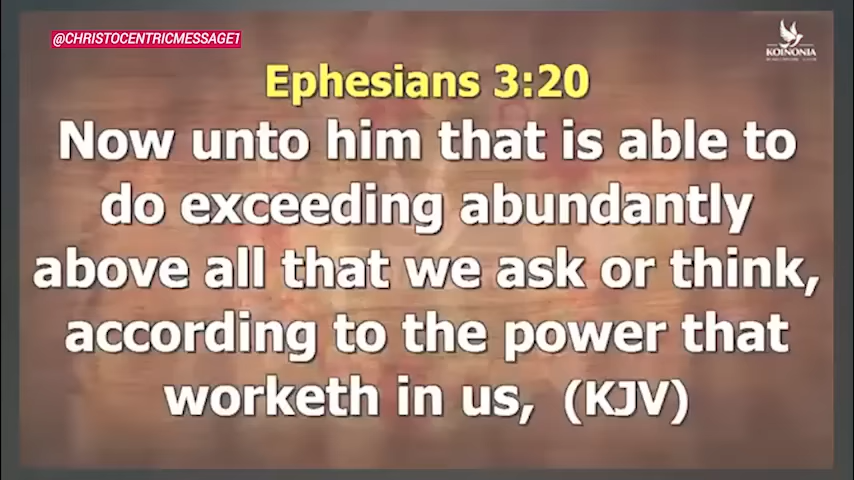 @CHRISTOCENTRICMESSAGE1
KOINONIA
Ephesians 3:20
Now unto him that is able to
do exceeding abundantly
above all that we ask or think,
according to the power that
worketh in us, (KJV)